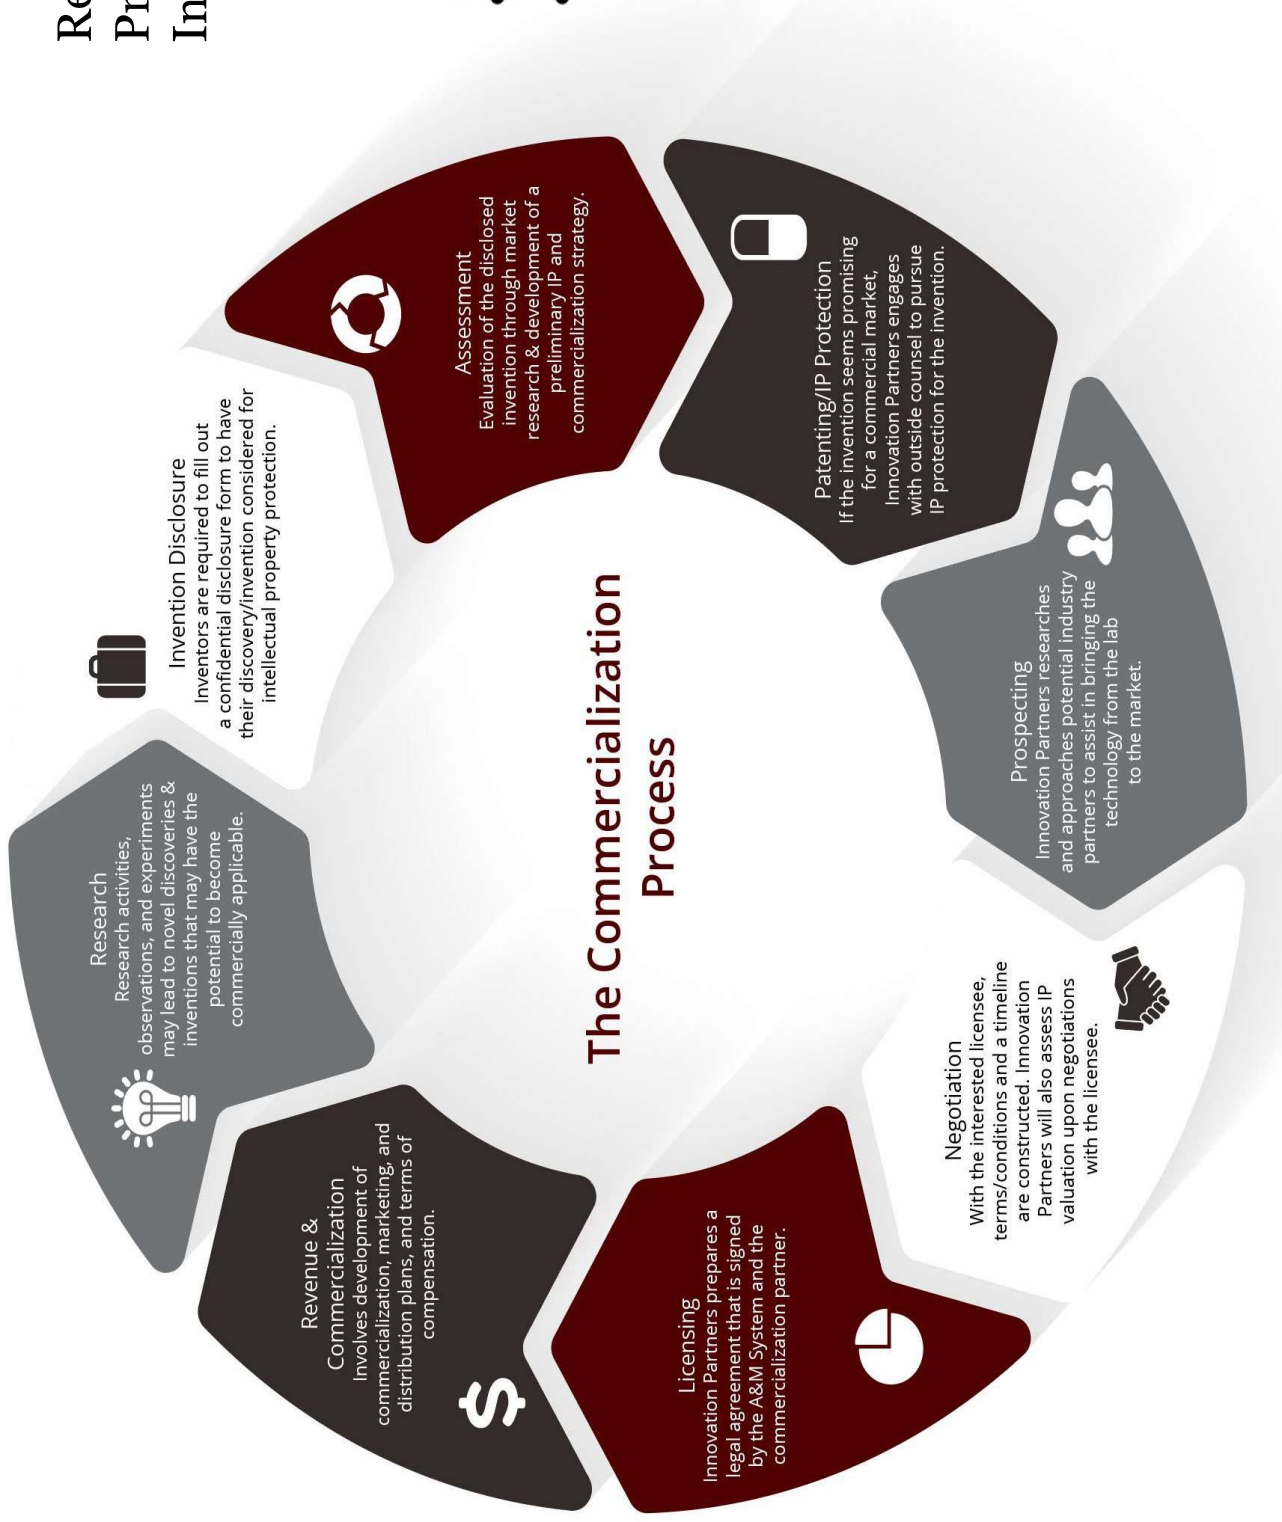 Re
Pr
In
The Commercialization
Process
Research
Research activities,
observations, and experiments
may lead to novel discoveries &
inventions that may have the
potential to become
commercially applicable.
Invention Disclosure
Inventors are required to fill out
a confidential disclosure form to have
their discovery/invention considered for
intellectual property protection.
Assessment
Evaluation of the disclosed
invention through market
research & development of a
preliminary IP and
commercialization strategy.
Patenting/IP Protection
If the invention seems promising
for a commercial market,
Innovation Partners engages
with outside counsel to pursue
IP protection for the invention.
Prospecting
Innovation Partners researches
and approaches potential industry
partners to assist in bringing the
technology from the lab
to the market.
Negotiation
With the interested licensee,
terms/conditions and a timeline
are constructed. Innovation
Partners will also assess IP
valuation upon negotiations
with the licensee.
Licensing
Innovation Partners prepares a
legal agreement that is signed
by the A&M System and the
commercialization partner.
Revenue &
Commercialization
Involves development of
commercialization, marketing, and
distribution plans, and terms of
compensation.
$